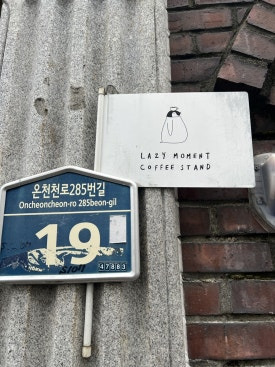 LAZY MOMENT
COFFEE STAND
온천천로285번길
Oncheoncheon-ro 285beon-gil
19
47883